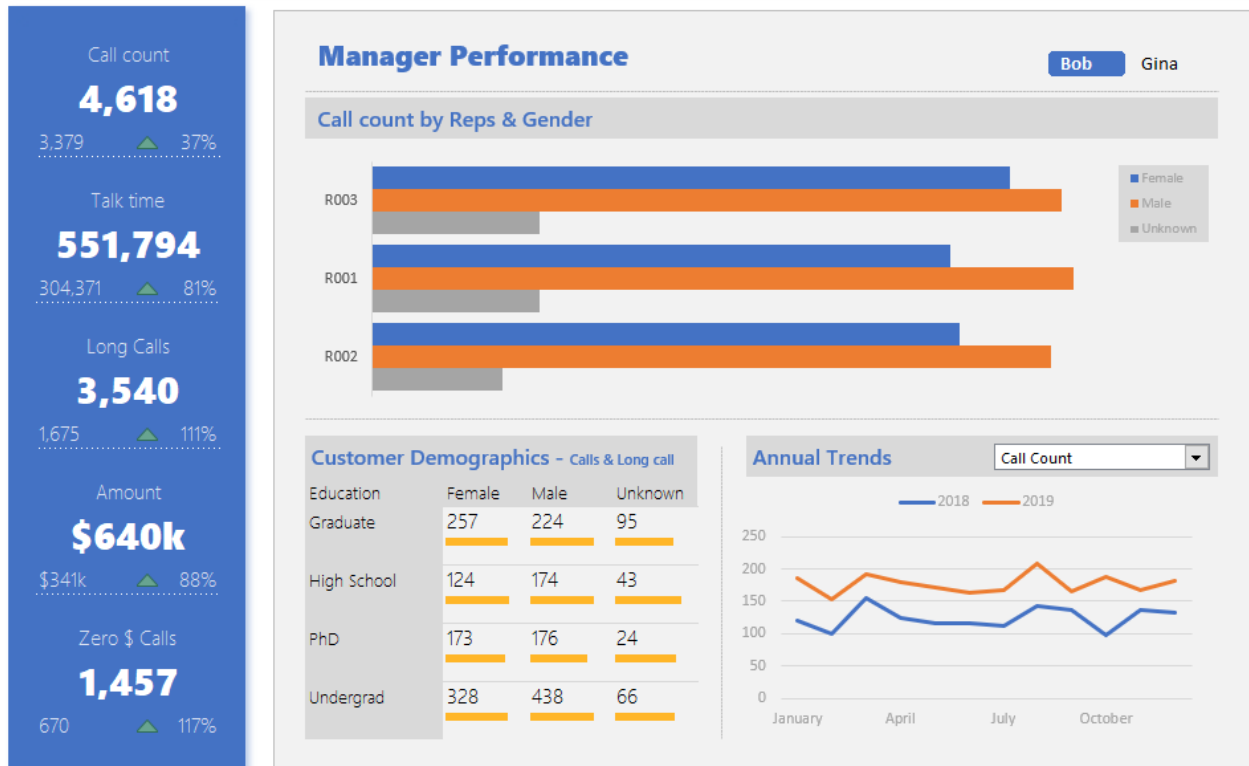 Call count
4,618
3,379 37%
Talk time
551,794
304,371 81%
Long Calls
3,540
1,675 111%
Amount
$640k
$341k 88%
Zero $ Calls
1,457
670 117%
Manager Performance
Bob Gina
Call count by Reps & Gender
R003
R001
R002
Female
Male
Unknown
Customer Demographics - Calls & Long call
Education Female Male Unknown
Graduate 257 224 95
High School 124 174 43
PhD 173 176 24
Undergrad 328 438 66
Annual Trends Call Count
2018 2019
250
200
150
100
50
0
January April July October